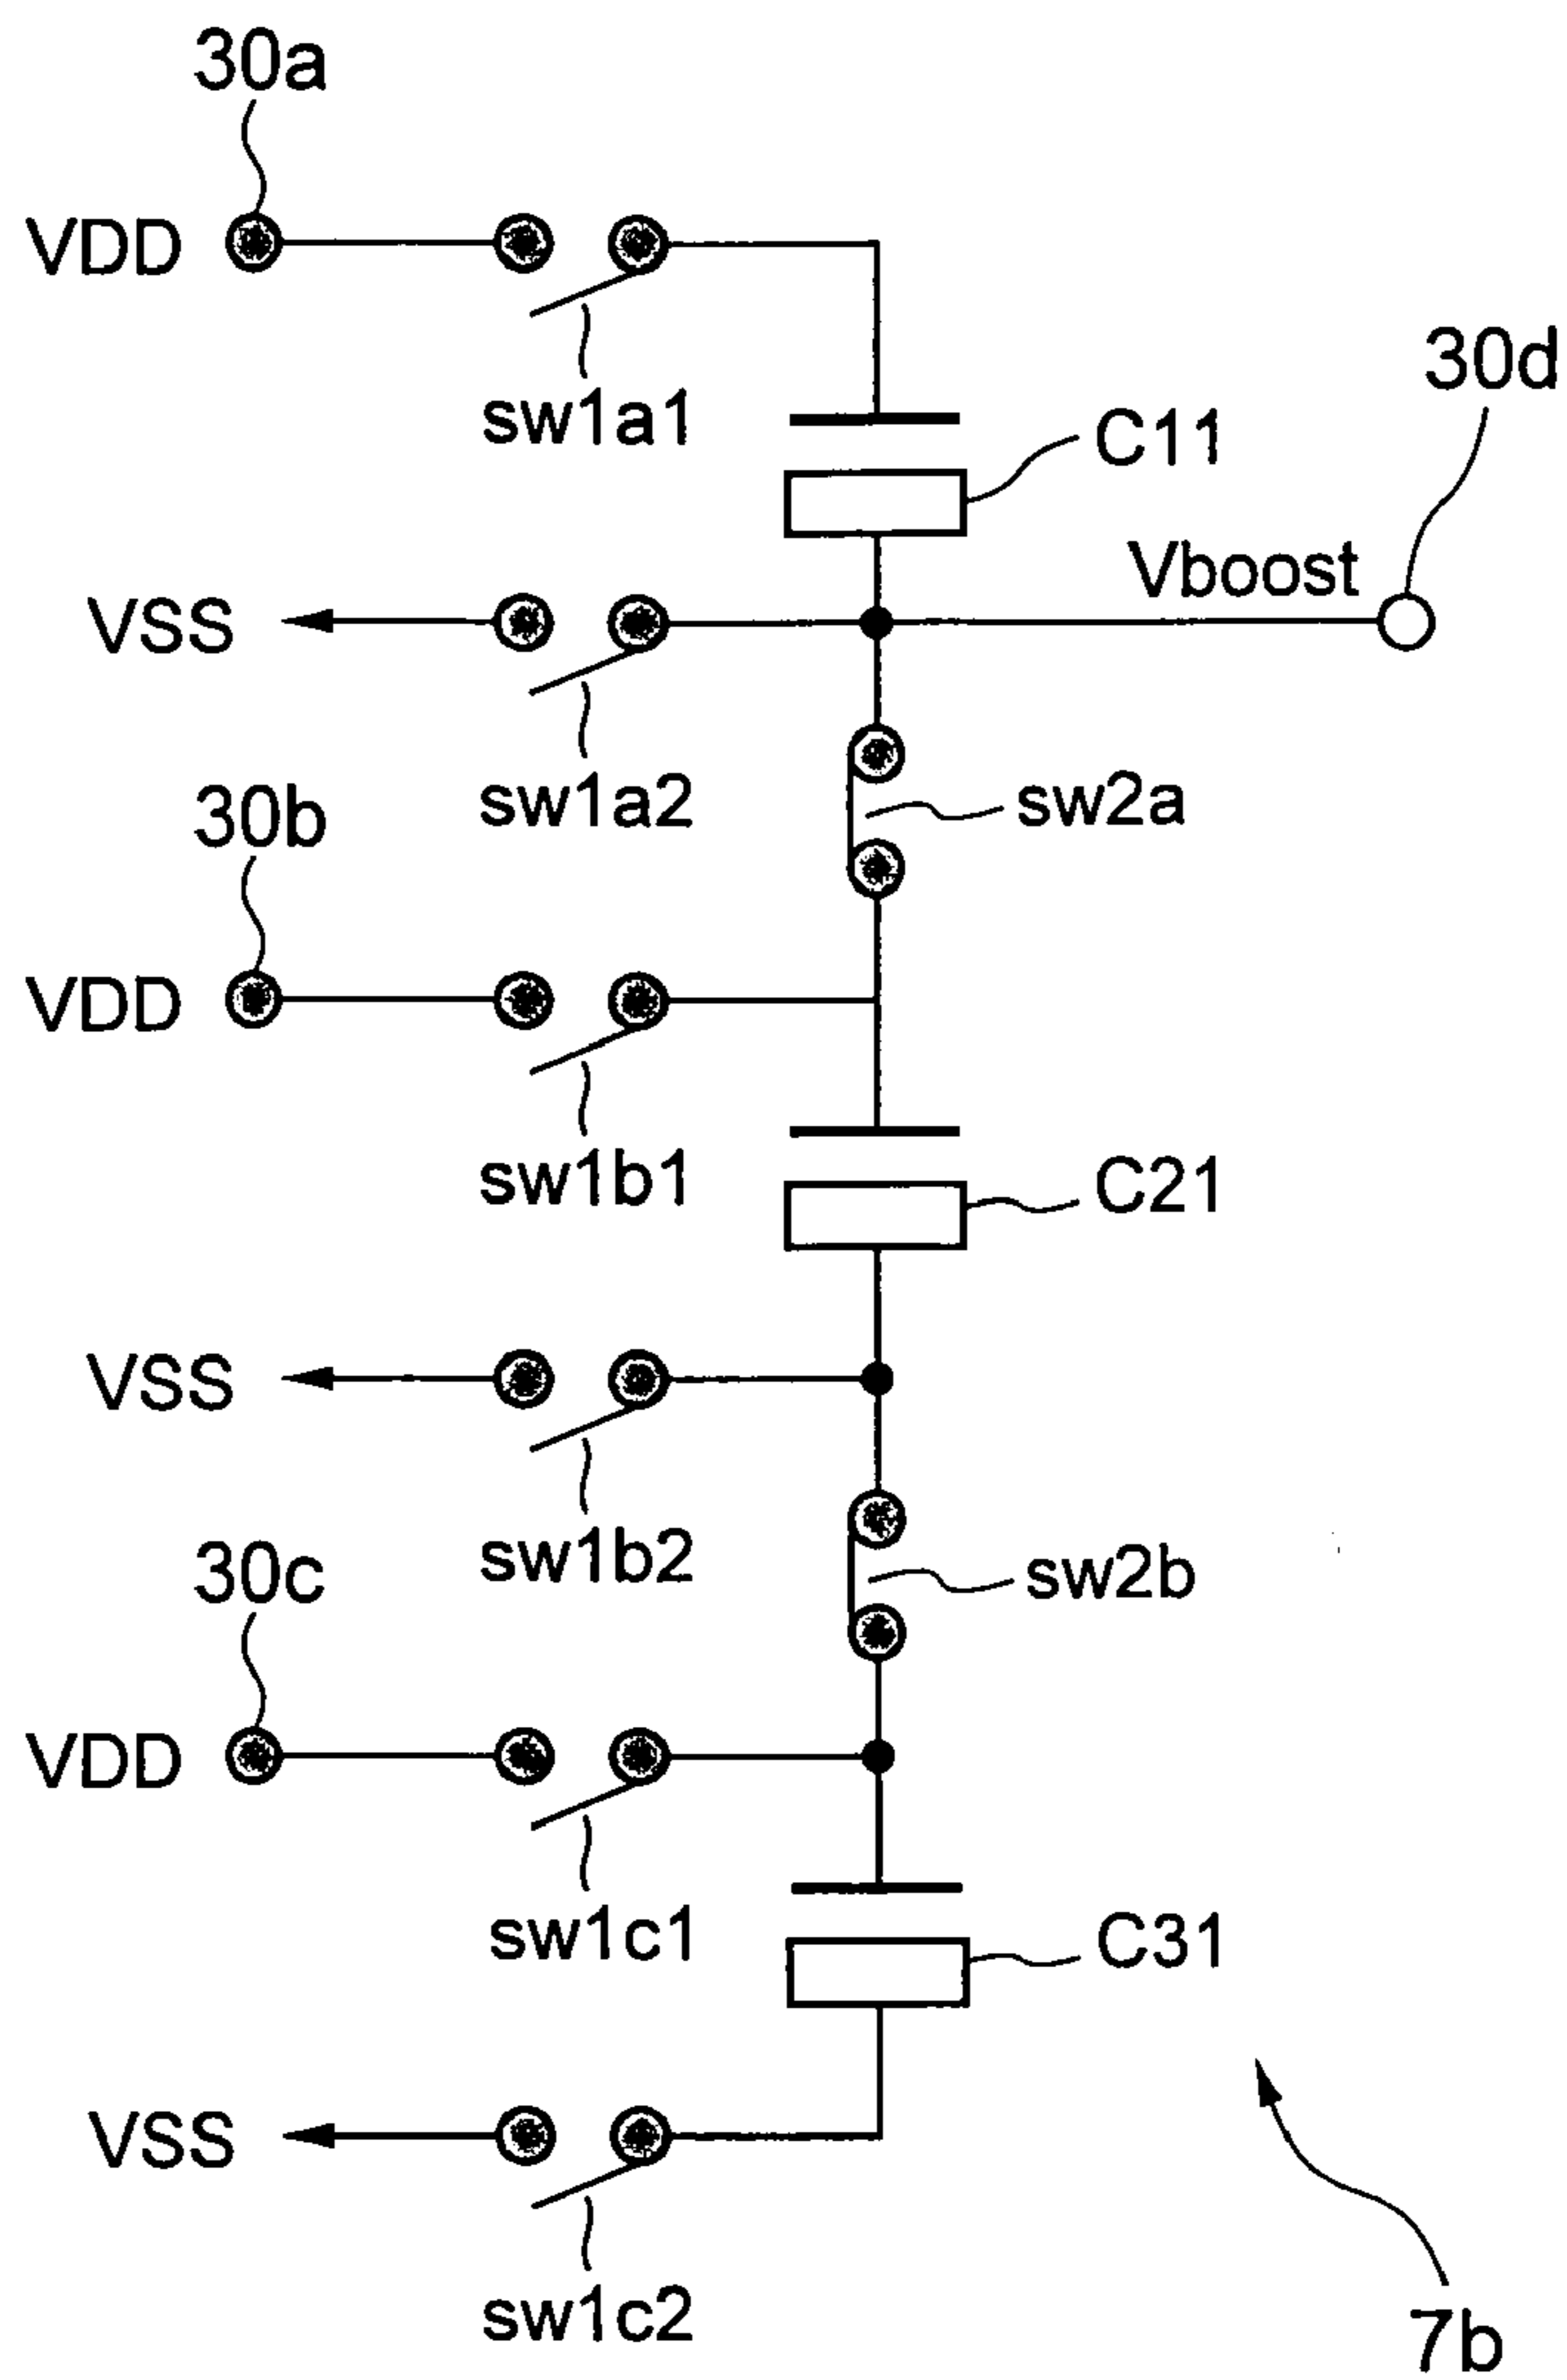 30a
VDD
sw1a1
30d
C11
Vboost
VSS
sw1a2
sw2a
30b
VDD
sw1b1
C21
VSS
sw1b2
sw2b
30c
VDD
sw1c1
C31
VSS
sw1c2
7b